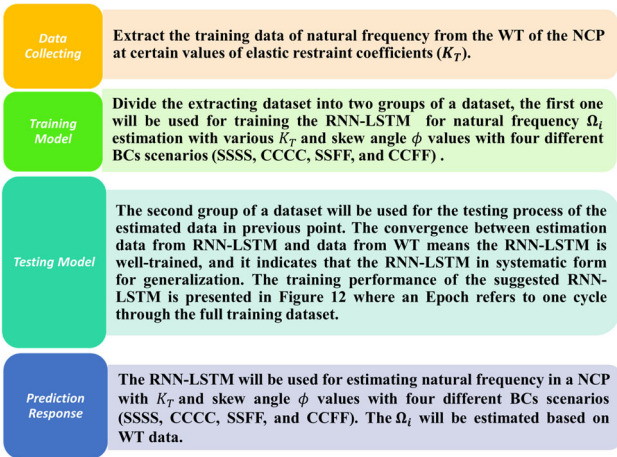 Data
Collecting
Extract the training data of natural frequency from the WT of the NCP
at certain values of elastic restraint coefficients (K_T).
Training
Model
Divide the extracting dataset into two groups of a dataset, the first one
will be used for training the RNN-LSTM for natural frequency Ω_i
estimation with various K_T and skew angle ϕ values with four different
BCs scenarios (SSSS, CCCC, SSFF, and CCFF) .
Testing Model
The second group of a dataset will be used for the testing process of the
estimated data in previous point. The convergence between estimation
data from RNN-LSTM and data from WT means the RNN-LSTM is
well-trained, and it indicates that the RNN-LSTM in systematic form
for generalization. The training performance of the suggested RNN-
LSTM is presented in Figure 12 where an Epoch refers to one cycle
through the full training dataset.
Prediction
Response
The RNN-LSTM will be used for estimating natural frequency in a NCP
with K_T and skew angle ϕ values with four different BCs scenarios
(SSSS, CCCC, SSFF, and CCFF). The Ω_i will be estimated based on
WT data.